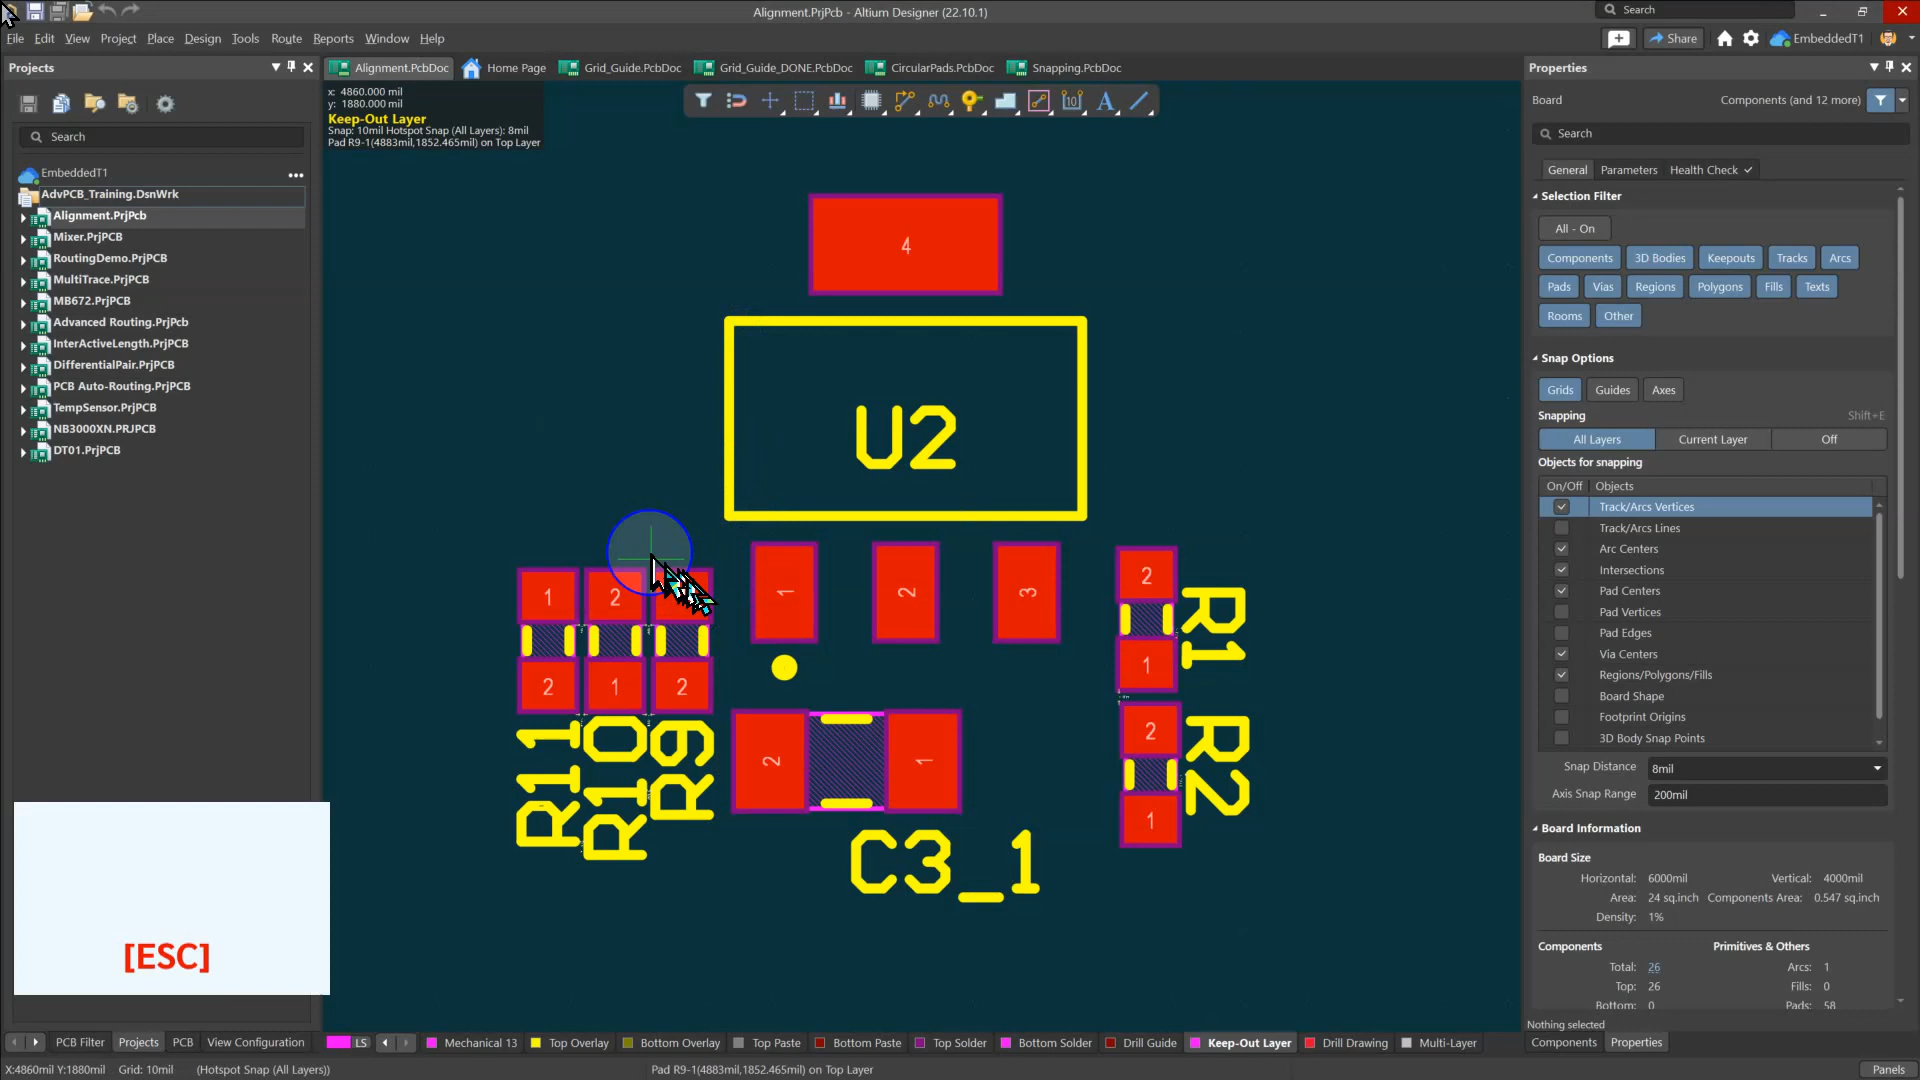 Alignment.PrjPcb - Altium Designer (22.10.1)
Search
File Edit View Project Place Design Tools Route Reports Window Help
Share
EmbeddedT1
Projects
Alignment.PcbDoc
Home Page
Grid_Guide.PcbDoc
Grid_Guide_DONE.PcbDoc
CircularPads.PcbDoc
Snapping.PcbDoc
Properties
x: 4860.000 mil
y: 1880.000 mil
Keep-Out Layer
Snap: 10mil Hotspot Snap (All Layers): 8mil
Pad R9-1(4883mil,1852.465mil) on Top Layer
Board
Components (and 12 more)
Search
Search
EmbeddedT1
AdvPCB_Training.DsnWrk
Alignment.PrjPcb
Mixer.PrjPCB
RoutingDemo.PrjPCB
MultiTrace.PrjPCB
MB672.PrjPCB
Advanced Routing.PrjPcb
InterActiveLength.PrjPCB
DifferentialPair.PrjPCB
PCB Auto-Routing.PrjPCB
TempSensor.PrjPCB
NB3000XN.PRJPCB
DT01.PrjPCB
4
U2
1
2
3
1
2
2
1
2
2
1
R1
2
1
R2
R11
R10
R9
2
1
C3_1
[ESC]
General Parameters Health Check
Selection Filter
All - On
Components 3D Bodies Keepouts Tracks Arcs
Pads Vias Regions Polygons Fills Texts
Rooms Other
Snap Options
Grids Guides Axes
Snapping Shift+E
All Layers Current Layer Off
Objects for snapping
On/Off Objects
Track/Arcs Vertices
Track/Arcs Lines
Arc Centers
Intersections
Pad Centers
Pad Vertices
Pad Edges
Via Centers
Regions/Polygons/Fills
Board Shape
Footprint Origins
3D Body Snap Points
Snap Distance 8mil
Axis Snap Range 200mil
Board Information
Board Size
Horizontal: 6000mil Vertical: 4000mil
Area: 24 sq.inch Components Area: 0.547 sq.inch
Density: 1%
Components Primitives & Others
Total: 26 Arcs: 1
Top: 26 Fills: 0
Bottom: 0 Pads: 58
Nothing selected
Components Properties
PCB Filter Projects PCB View Configuration
LS
Mechanical 13 Top Overlay Bottom Overlay Top Paste Bottom Paste Top Solder Bottom Solder Drill Guide Keep-Out Layer Drill Drawing Multi-Layer
X:4860mil Y:1880mil Grid: 10mil (Hotspot Snap (All Layers)) Pad R9-1(4883mil,1852.465mil) on Top Layer
Panels